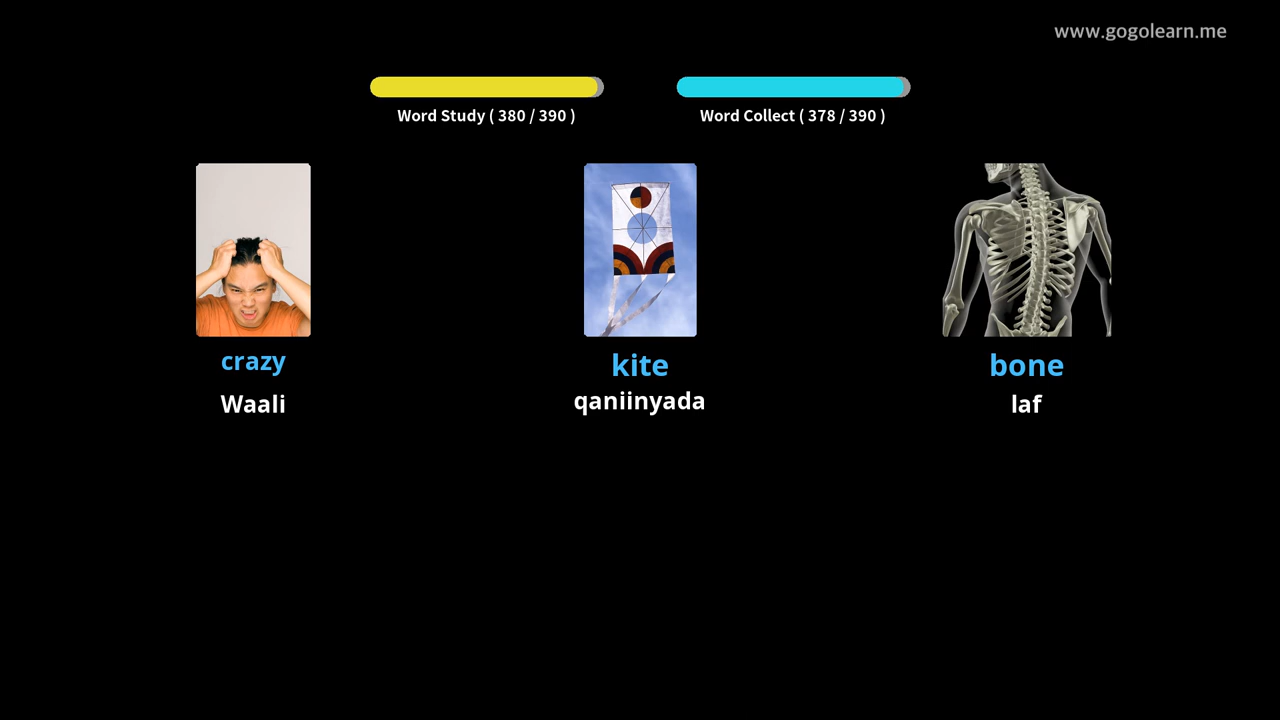 www.gogolearn.me
Word Study ( 380 / 390 )
Word Collect ( 378 / 390 )
crazy
kite
bone
Waali
qaniinyada
laf